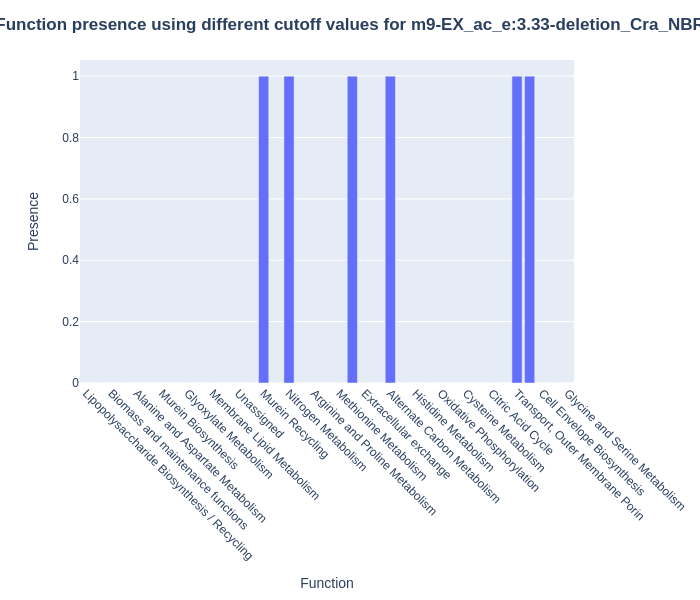 Function presence using different cutoff values for m9-EX_ac_e:3.33-deletion_Cra_NBR
Presence
1
0.8
0.6
0.4
0.2
0
Lipopolysaccharide Biosynthesis / Recycling
Biomass and maintenance functions
Alanine and Aspartate Metabolism
Murein Biosynthesis
Glyoxylate Metabolism
Membrane Lipid Metabolism
Unassigned
Murein Recycling
Nitrogen Metabolism
Arginine and Proline Metabolism
Methionine Metabolism
Extracellular exchange
Alternate Carbon Metabolism
Histidine Metabolism
Oxidative Phosphorylation
Cysteine Metabolism
Citric Acid Cycle
Transport, Outer Membrane Porin
Cell Envelope Biosynthesis
Glycine and Serine Metabolism
Function